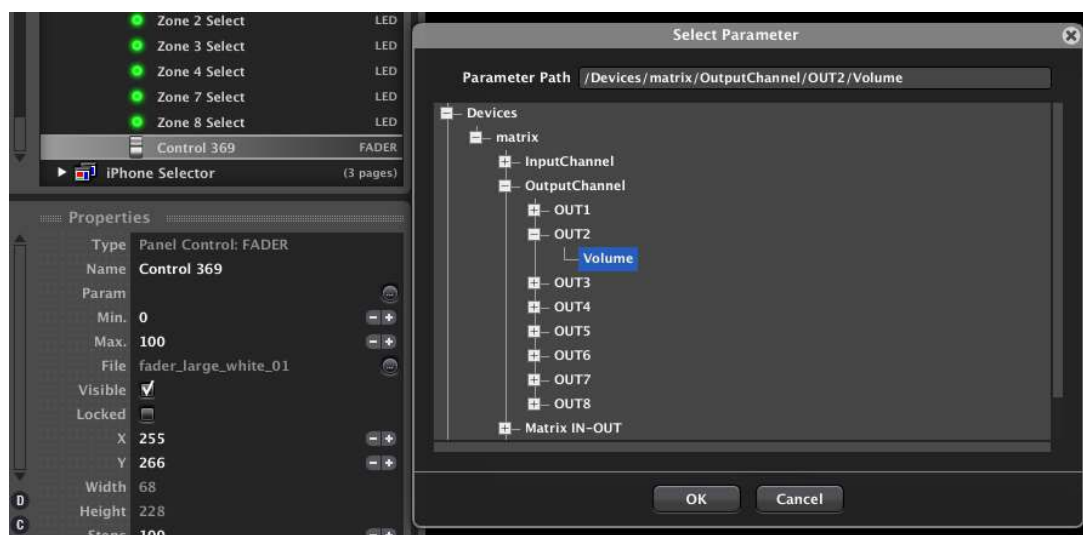 Zone 2 Select LED
Zone 3 Select LED
Zone 4 Select LED
Zone 7 Select LED
Zone 8 Select LED
Control 369 FADER
iPhone Selector (3 pages)
Properties
Type Panel Control: FADER
Name Control 369
Param
Min. 0
Max. 100
File fader_large_white_01
Visible
Locked
X 255
Y 266
Width 68
Height 228
Steps 100
D
C
Select Parameter
Parameter Path /Devices/matrix/OutputChannel/OUT2/Volume
Devices
matrix
InputChannel
OutputChannel
OUT1
OUT2
Volume
OUT3
OUT4
OUT5
OUT6
OUT7
OUT8
Matrix IN-OUT
OK Cancel